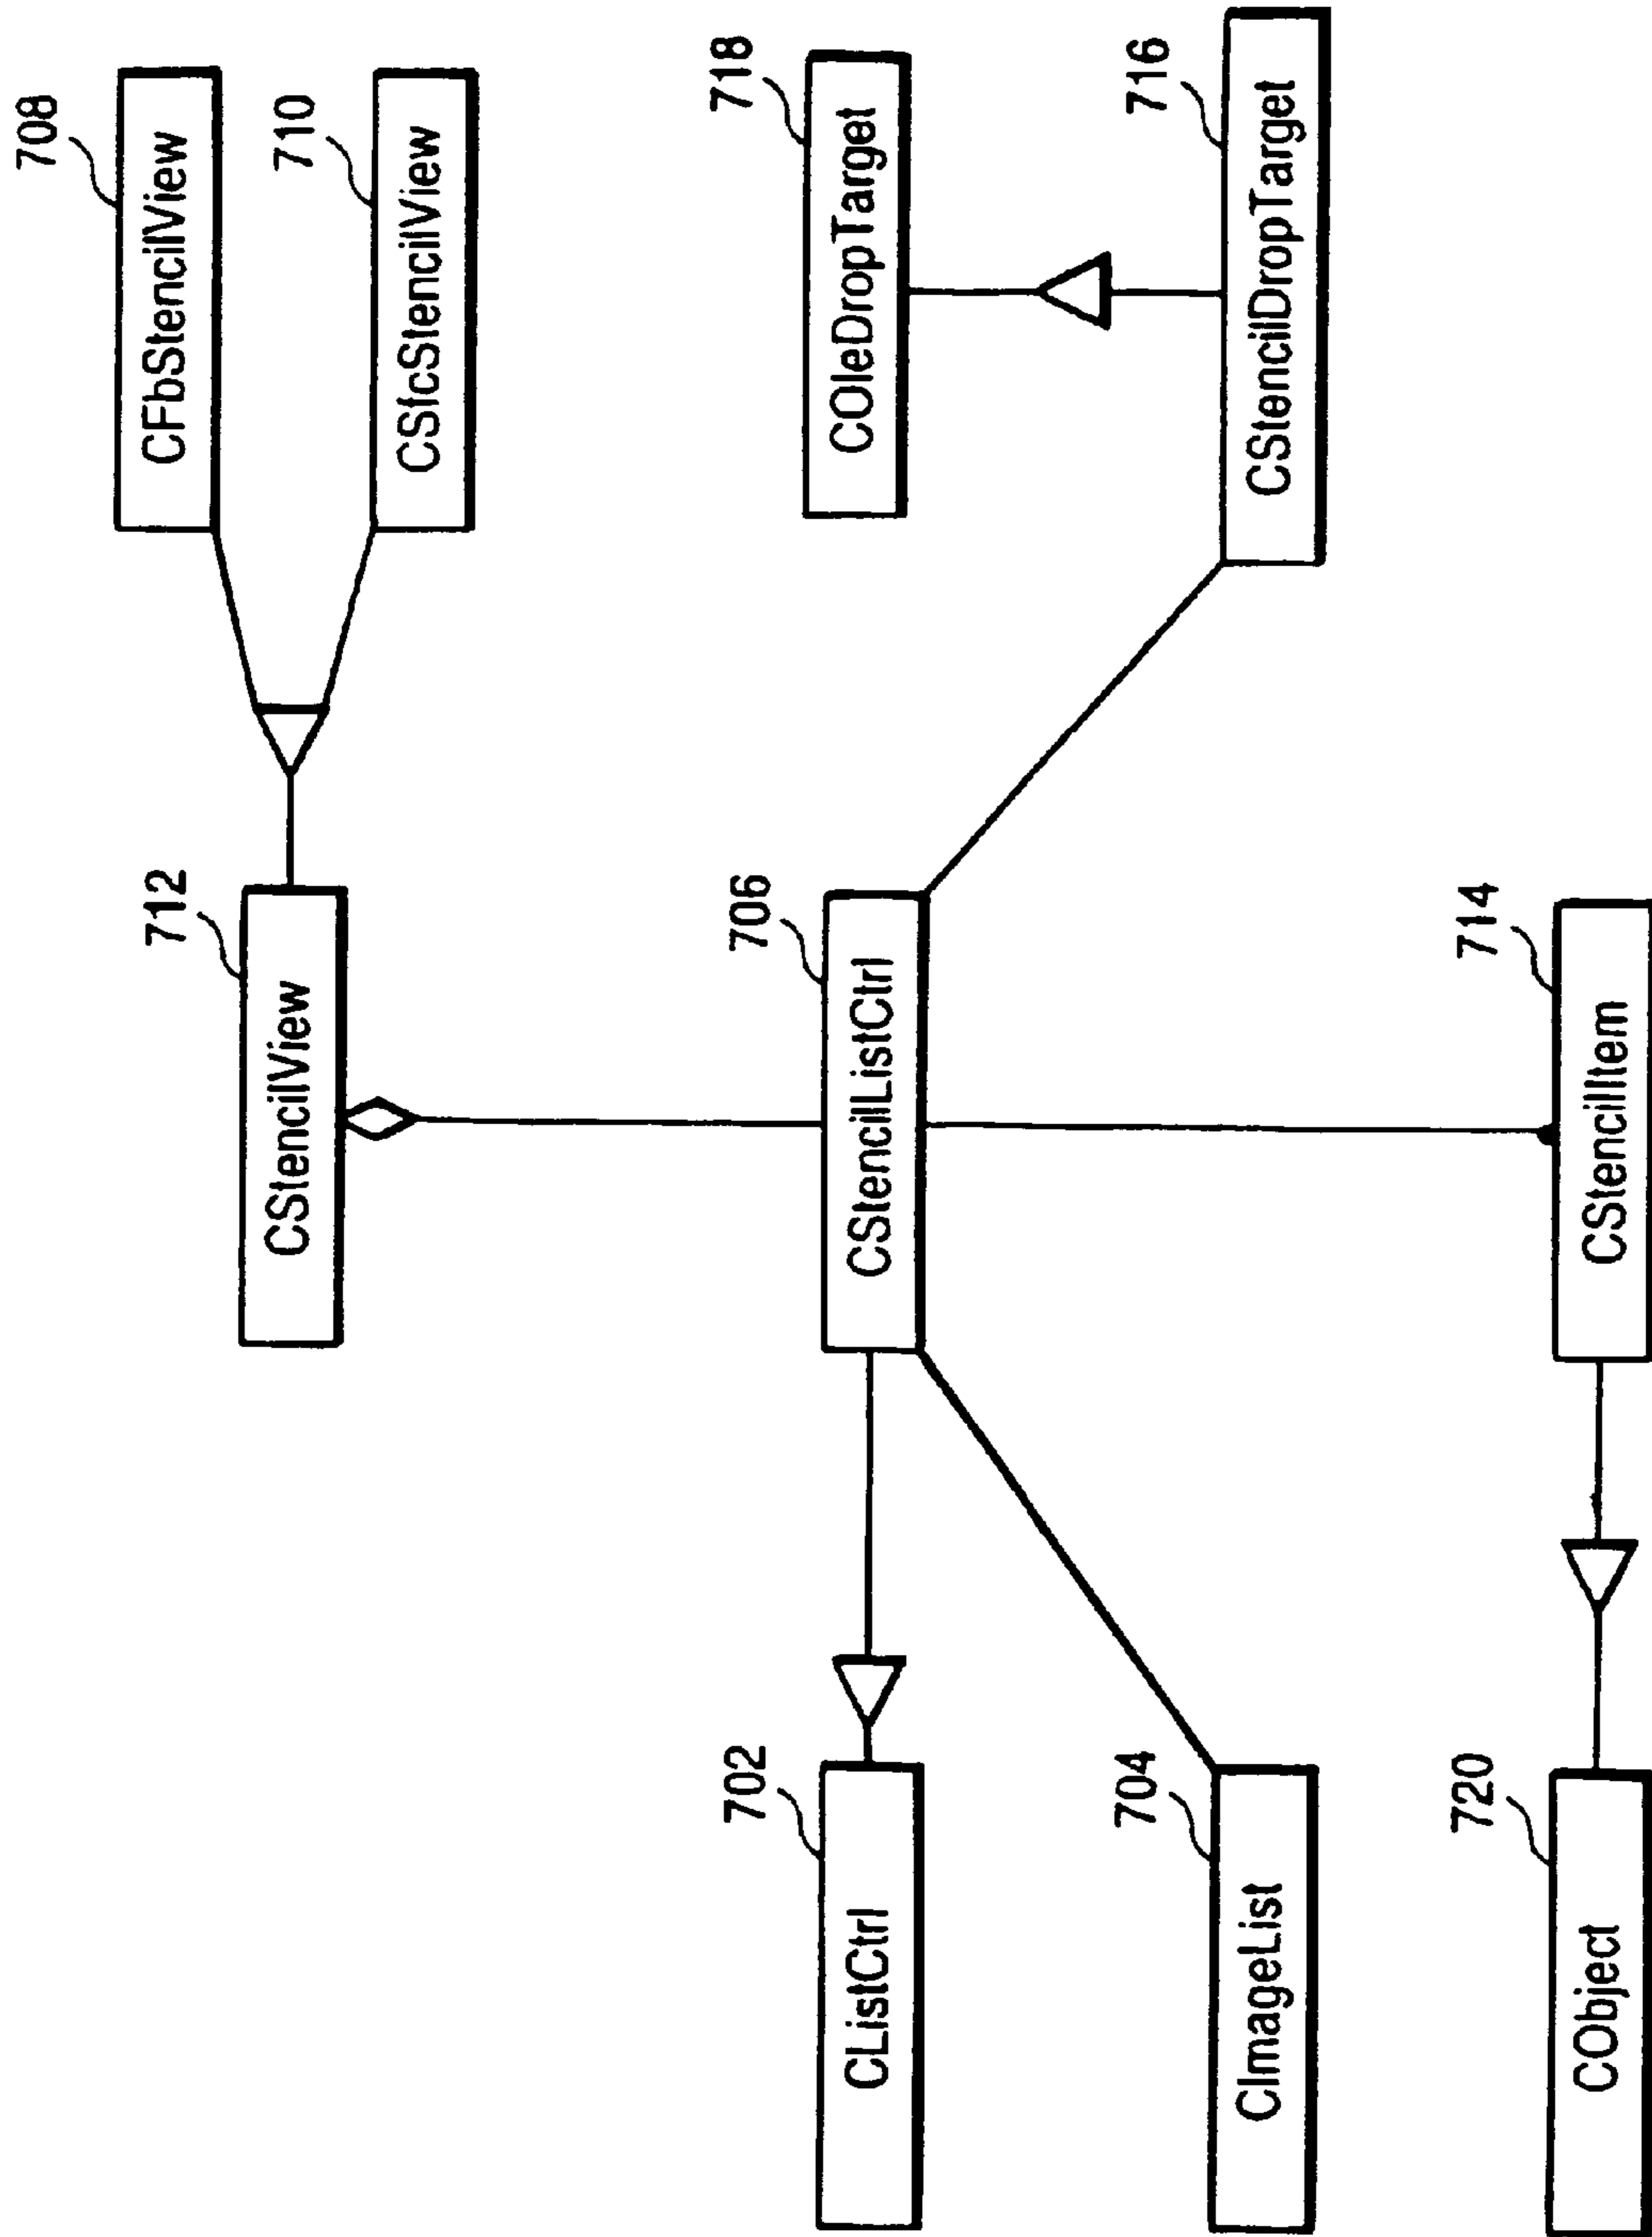 708
CFbStencilView
712
CStencilView
710
CSfcStencilView
702
706
718
CListCtrl
CStencilListCtrl
COleDropTarget
704
716
CImageList
CStencilDropTarget
720
714
CObject
CStencilItem